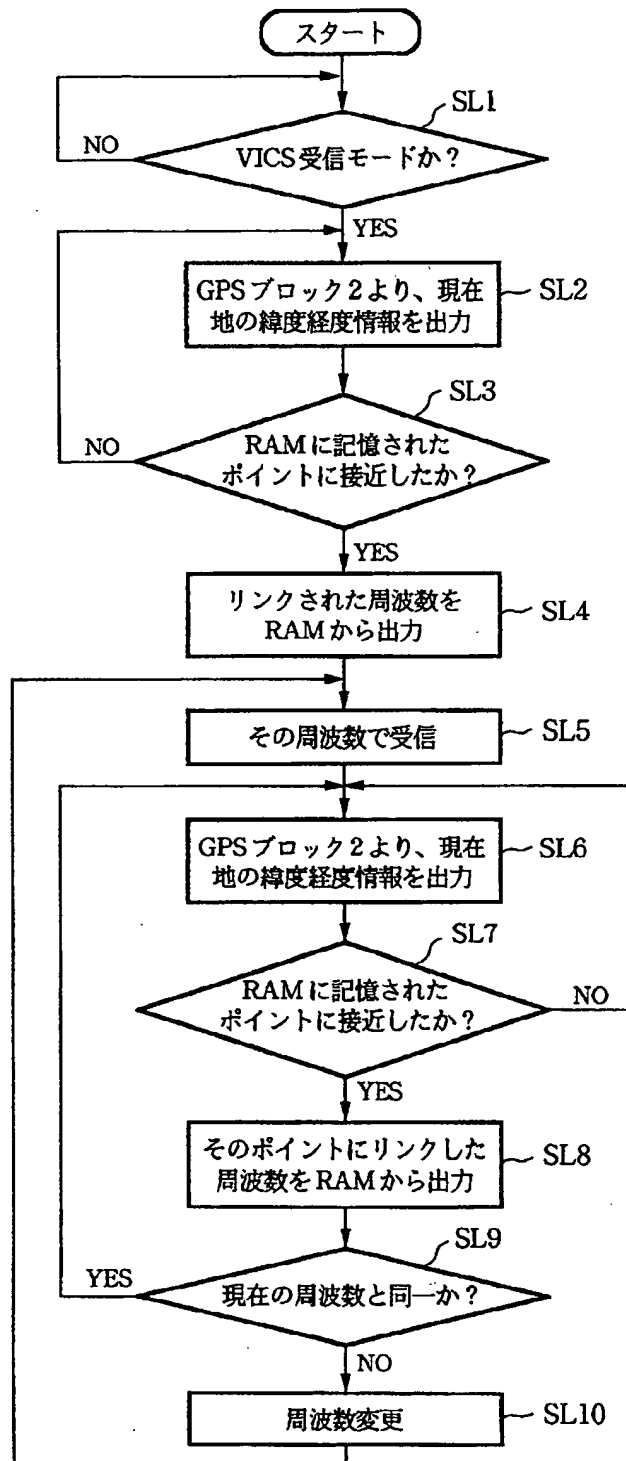 スタート
SL1
VICS受信モードか？
NO
YES
GPSブロック2より、現在
地の緯度経度情報を出力
SL2
SL3
RAMに記憶された
ポイントに接近したか？
NO
YES
リンクされた周波数を
RAMから出力
SL4
その周波数で受信
SL5
GPSブロック2より、現在
地の緯度経度情報を出力
SL6
SL7
RAMに記憶された
ポイントに接近したか？
NO
YES
そのポイントにリンクした
周波数をRAMから出力
SL8
SL9
現在の周波数と同一か？
YES
NO
周波数変更
SL10